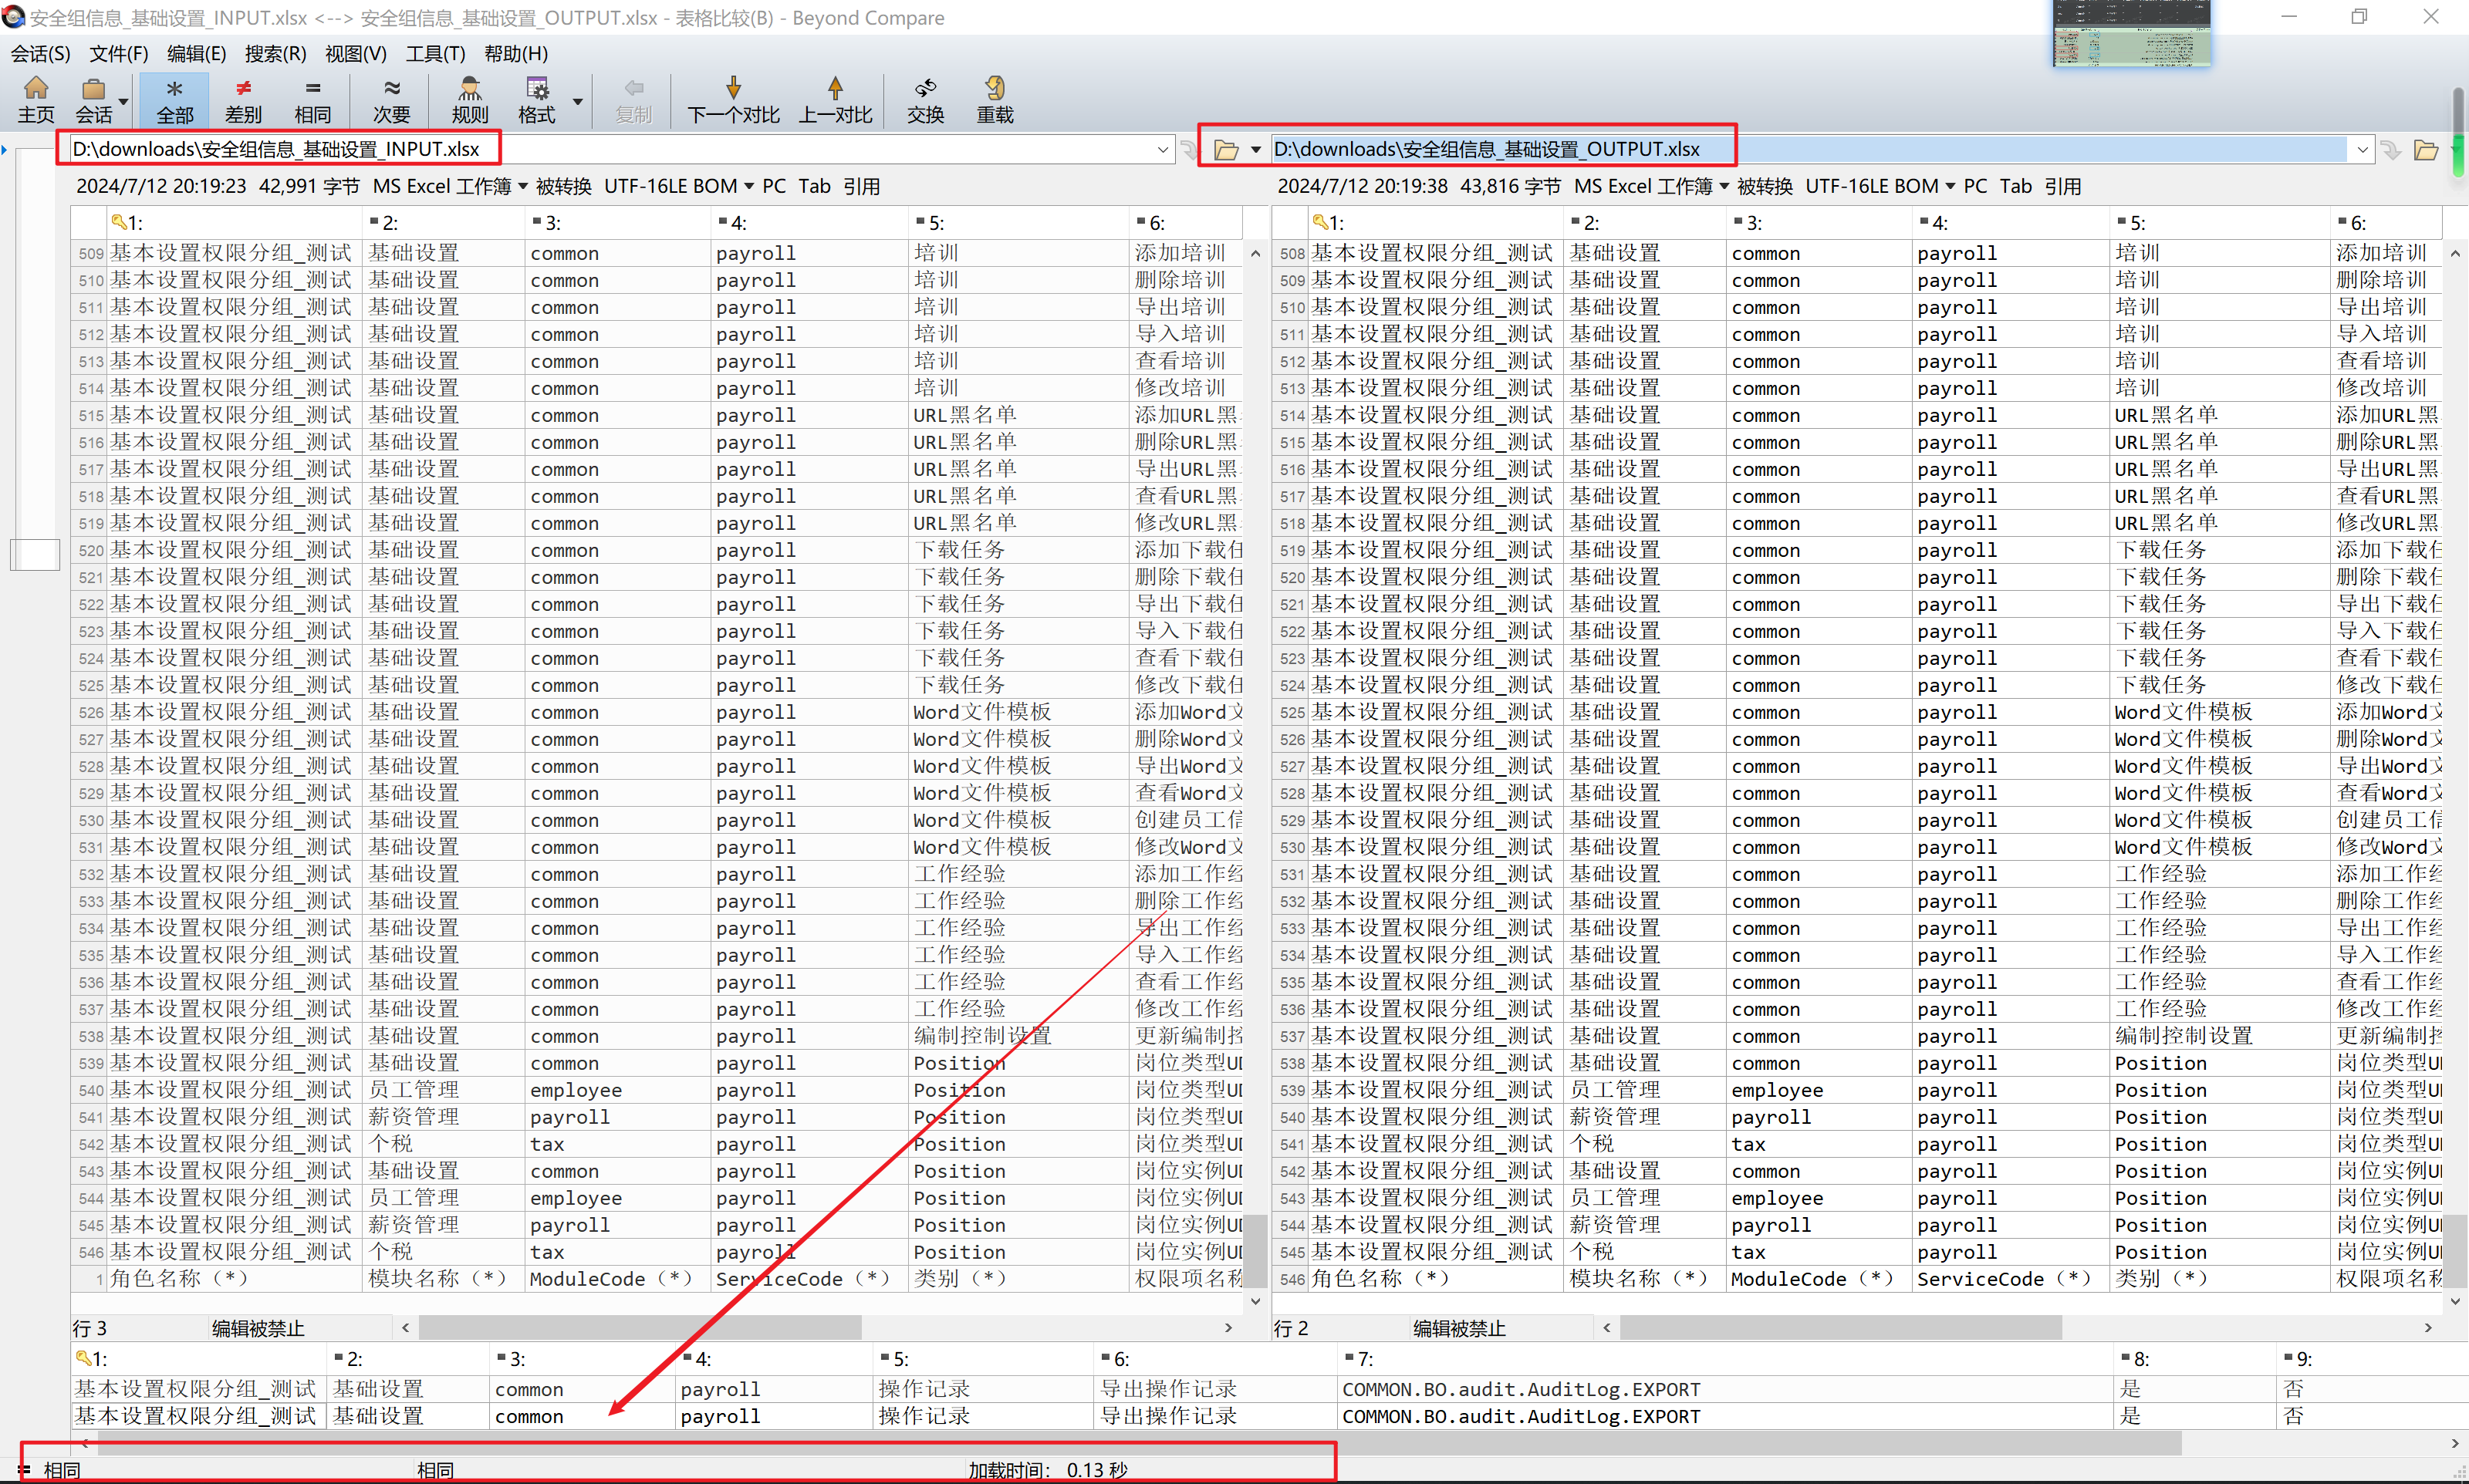 安全组信息_基础设置_INPUT.xlsx <--> 安全组信息_基础设置_OUTPUT.xlsx - 表格比较(B) - Beyond Compare
会话(S) 文件(F) 编辑(E) 搜索(R) 视图(V) 工具(T) 帮助(H)
主页 会话 全部 差别 相同 次要 规则 格式 复制 下一个对比 上一对比 交换 重载
D:\downloads\安全组信息_基础设置_INPUT.xlsx D:\downloads\安全组信息_基础设置_OUTPUT.xlsx
2024/7/12 20:19:23 42,991 字节 MS Excel 工作簿 被转换 UTF-16LE BOM PC Tab 引用 2024/7/12 20:19:38 43,816 字节 MS Excel 工作簿 被转换 UTF-16LE BOM PC Tab 引用
1: 2: 3: 4: 5: 6: 1: 2: 3: 4: 5: 6:
509 基本设置权限分组_测试 基础设置 common payroll 培训 添加培训 508 基本设置权限分组_测试 基础设置 common payroll 培训 添加培训
510 基本设置权限分组_测试 基础设置 common payroll 培训 删除培训 509 基本设置权限分组_测试 基础设置 common payroll 培训 删除培训
511 基本设置权限分组_测试 基础设置 common payroll 培训 导出培训 510 基本设置权限分组_测试 基础设置 common payroll 培训 导出培训
512 基本设置权限分组_测试 基础设置 common payroll 培训 导入培训 511 基本设置权限分组_测试 基础设置 common payroll 培训 导入培训
513 基本设置权限分组_测试 基础设置 common payroll 培训 查看培训 512 基本设置权限分组_测试 基础设置 common payroll 培训 查看培训
514 基本设置权限分组_测试 基础设置 common payroll 培训 修改培训 513 基本设置权限分组_测试 基础设置 common payroll 培训 修改培训
515 基本设置权限分组_测试 基础设置 common payroll URL黑名单 添加URL黑 514 基本设置权限分组_测试 基础设置 common payroll URL黑名单 添加URL黑
516 基本设置权限分组_测试 基础设置 common payroll URL黑名单 删除URL黑 515 基本设置权限分组_测试 基础设置 common payroll URL黑名单 删除URL黑
517 基本设置权限分组_测试 基础设置 common payroll URL黑名单 导出URL黑 516 基本设置权限分组_测试 基础设置 common payroll URL黑名单 导出URL黑
518 基本设置权限分组_测试 基础设置 common payroll URL黑名单 查看URL黑 517 基本设置权限分组_测试 基础设置 common payroll URL黑名单 查看URL黑
519 基本设置权限分组_测试 基础设置 common payroll URL黑名单 修改URL黑 518 基本设置权限分组_测试 基础设置 common payroll URL黑名单 修改URL黑
520 基本设置权限分组_测试 基础设置 common payroll 下载任务 添加下载任 519 基本设置权限分组_测试 基础设置 common payroll 下载任务 添加下载任
521 基本设置权限分组_测试 基础设置 common payroll 下载任务 删除下载任 520 基本设置权限分组_测试 基础设置 common payroll 下载任务 删除下载任
522 基本设置权限分组_测试 基础设置 common payroll 下载任务 导出下载任 521 基本设置权限分组_测试 基础设置 common payroll 下载任务 导出下载任
523 基本设置权限分组_测试 基础设置 common payroll 下载任务 导入下载任 522 基本设置权限分组_测试 基础设置 common payroll 下载任务 导入下载任
524 基本设置权限分组_测试 基础设置 common payroll 下载任务 查看下载任 523 基本设置权限分组_测试 基础设置 common payroll 下载任务 查看下载任
525 基本设置权限分组_测试 基础设置 common payroll 下载任务 修改下载任 524 基本设置权限分组_测试 基础设置 common payroll 下载任务 修改下载任
526 基本设置权限分组_测试 基础设置 common payroll Word文件模板 添加Word文 525 基本设置权限分组_测试 基础设置 common payroll Word文件模板 添加Word文
527 基本设置权限分组_测试 基础设置 common payroll Word文件模板 删除Word文 526 基本设置权限分组_测试 基础设置 common payroll Word文件模板 删除Word文
528 基本设置权限分组_测试 基础设置 common payroll Word文件模板 导出Word文 527 基本设置权限分组_测试 基础设置 common payroll Word文件模板 导出Word文
529 基本设置权限分组_测试 基础设置 common payroll Word文件模板 查看Word文 528 基本设置权限分组_测试 基础设置 common payroll Word文件模板 查看Word文
530 基本设置权限分组_测试 基础设置 common payroll Word文件模板 创建员工信 529 基本设置权限分组_测试 基础设置 common payroll Word文件模板 创建员工信
531 基本设置权限分组_测试 基础设置 common payroll Word文件模板 修改Word文 530 基本设置权限分组_测试 基础设置 common payroll Word文件模板 修改Word文
532 基本设置权限分组_测试 基础设置 common payroll 工作经验 添加工作经 531 基本设置权限分组_测试 基础设置 common payroll 工作经验 添加工作经
533 基本设置权限分组_测试 基础设置 common payroll 工作经验 删除工作经 532 基本设置权限分组_测试 基础设置 common payroll 工作经验 删除工作经
534 基本设置权限分组_测试 基础设置 common payroll 工作经验 导出工作经 533 基本设置权限分组_测试 基础设置 common payroll 工作经验 导出工作经
535 基本设置权限分组_测试 基础设置 common payroll 工作经验 导入工作经 534 基本设置权限分组_测试 基础设置 common payroll 工作经验 导入工作经
536 基本设置权限分组_测试 基础设置 common payroll 工作经验 查看工作经 535 基本设置权限分组_测试 基础设置 common payroll 工作经验 查看工作经
537 基本设置权限分组_测试 基础设置 common payroll 工作经验 修改工作经 536 基本设置权限分组_测试 基础设置 common payroll 工作经验 修改工作经
538 基本设置权限分组_测试 基础设置 common payroll 编制控制设置 更新编制控 537 基本设置权限分组_测试 基础设置 common payroll 编制控制设置 更新编制控
539 基本设置权限分组_测试 基础设置 common payroll Position 岗位类型UD 538 基本设置权限分组_测试 基础设置 common payroll Position 岗位类型UD
540 基本设置权限分组_测试 员工管理 employee payroll Position 岗位类型UD 539 基本设置权限分组_测试 员工管理 employee payroll Position 岗位类型UD
541 基本设置权限分组_测试 薪资管理 payroll payroll Position 岗位类型UD 540 基本设置权限分组_测试 薪资管理 payroll payroll Position 岗位类型UD
542 基本设置权限分组_测试 个税 tax payroll Position 岗位类型UD 541 基本设置权限分组_测试 个税 tax payroll Position 岗位类型UD
543 基本设置权限分组_测试 基础设置 common payroll Position 岗位实例UD 542 基本设置权限分组_测试 基础设置 common payroll Position 岗位实例UD
544 基本设置权限分组_测试 员工管理 employee payroll Position 岗位实例UD 543 基本设置权限分组_测试 员工管理 employee payroll Position 岗位实例UD
545 基本设置权限分组_测试 薪资管理 payroll payroll Position 岗位实例UD 544 基本设置权限分组_测试 薪资管理 payroll payroll Position 岗位实例UD
546 基本设置权限分组_测试 个税 tax payroll Position 岗位实例UD 545 基本设置权限分组_测试 个税 tax payroll Position 岗位实例UD
1 角色名称（*） 模块名称（*） ModuleCode（*） ServiceCode（*） 类别（*） 权限项名称 546 角色名称（*） 模块名称（*） ModuleCode（*） ServiceCode（*） 类别（*） 权限项名称
行 3 编辑被禁止 行 2 编辑被禁止
1: 2: 3: 4: 5: 6: 7: 8: 9:
基本设置权限分组_测试 基础设置 common payroll 操作记录 导出操作记录 COMMON.BO.audit.AuditLog.EXPORT 是 否
基本设置权限分组_测试 基础设置 common payroll 操作记录 导出操作记录 COMMON.BO.audit.AuditLog.EXPORT 是 否
= 相同 相同 加载时间: 0.13 秒